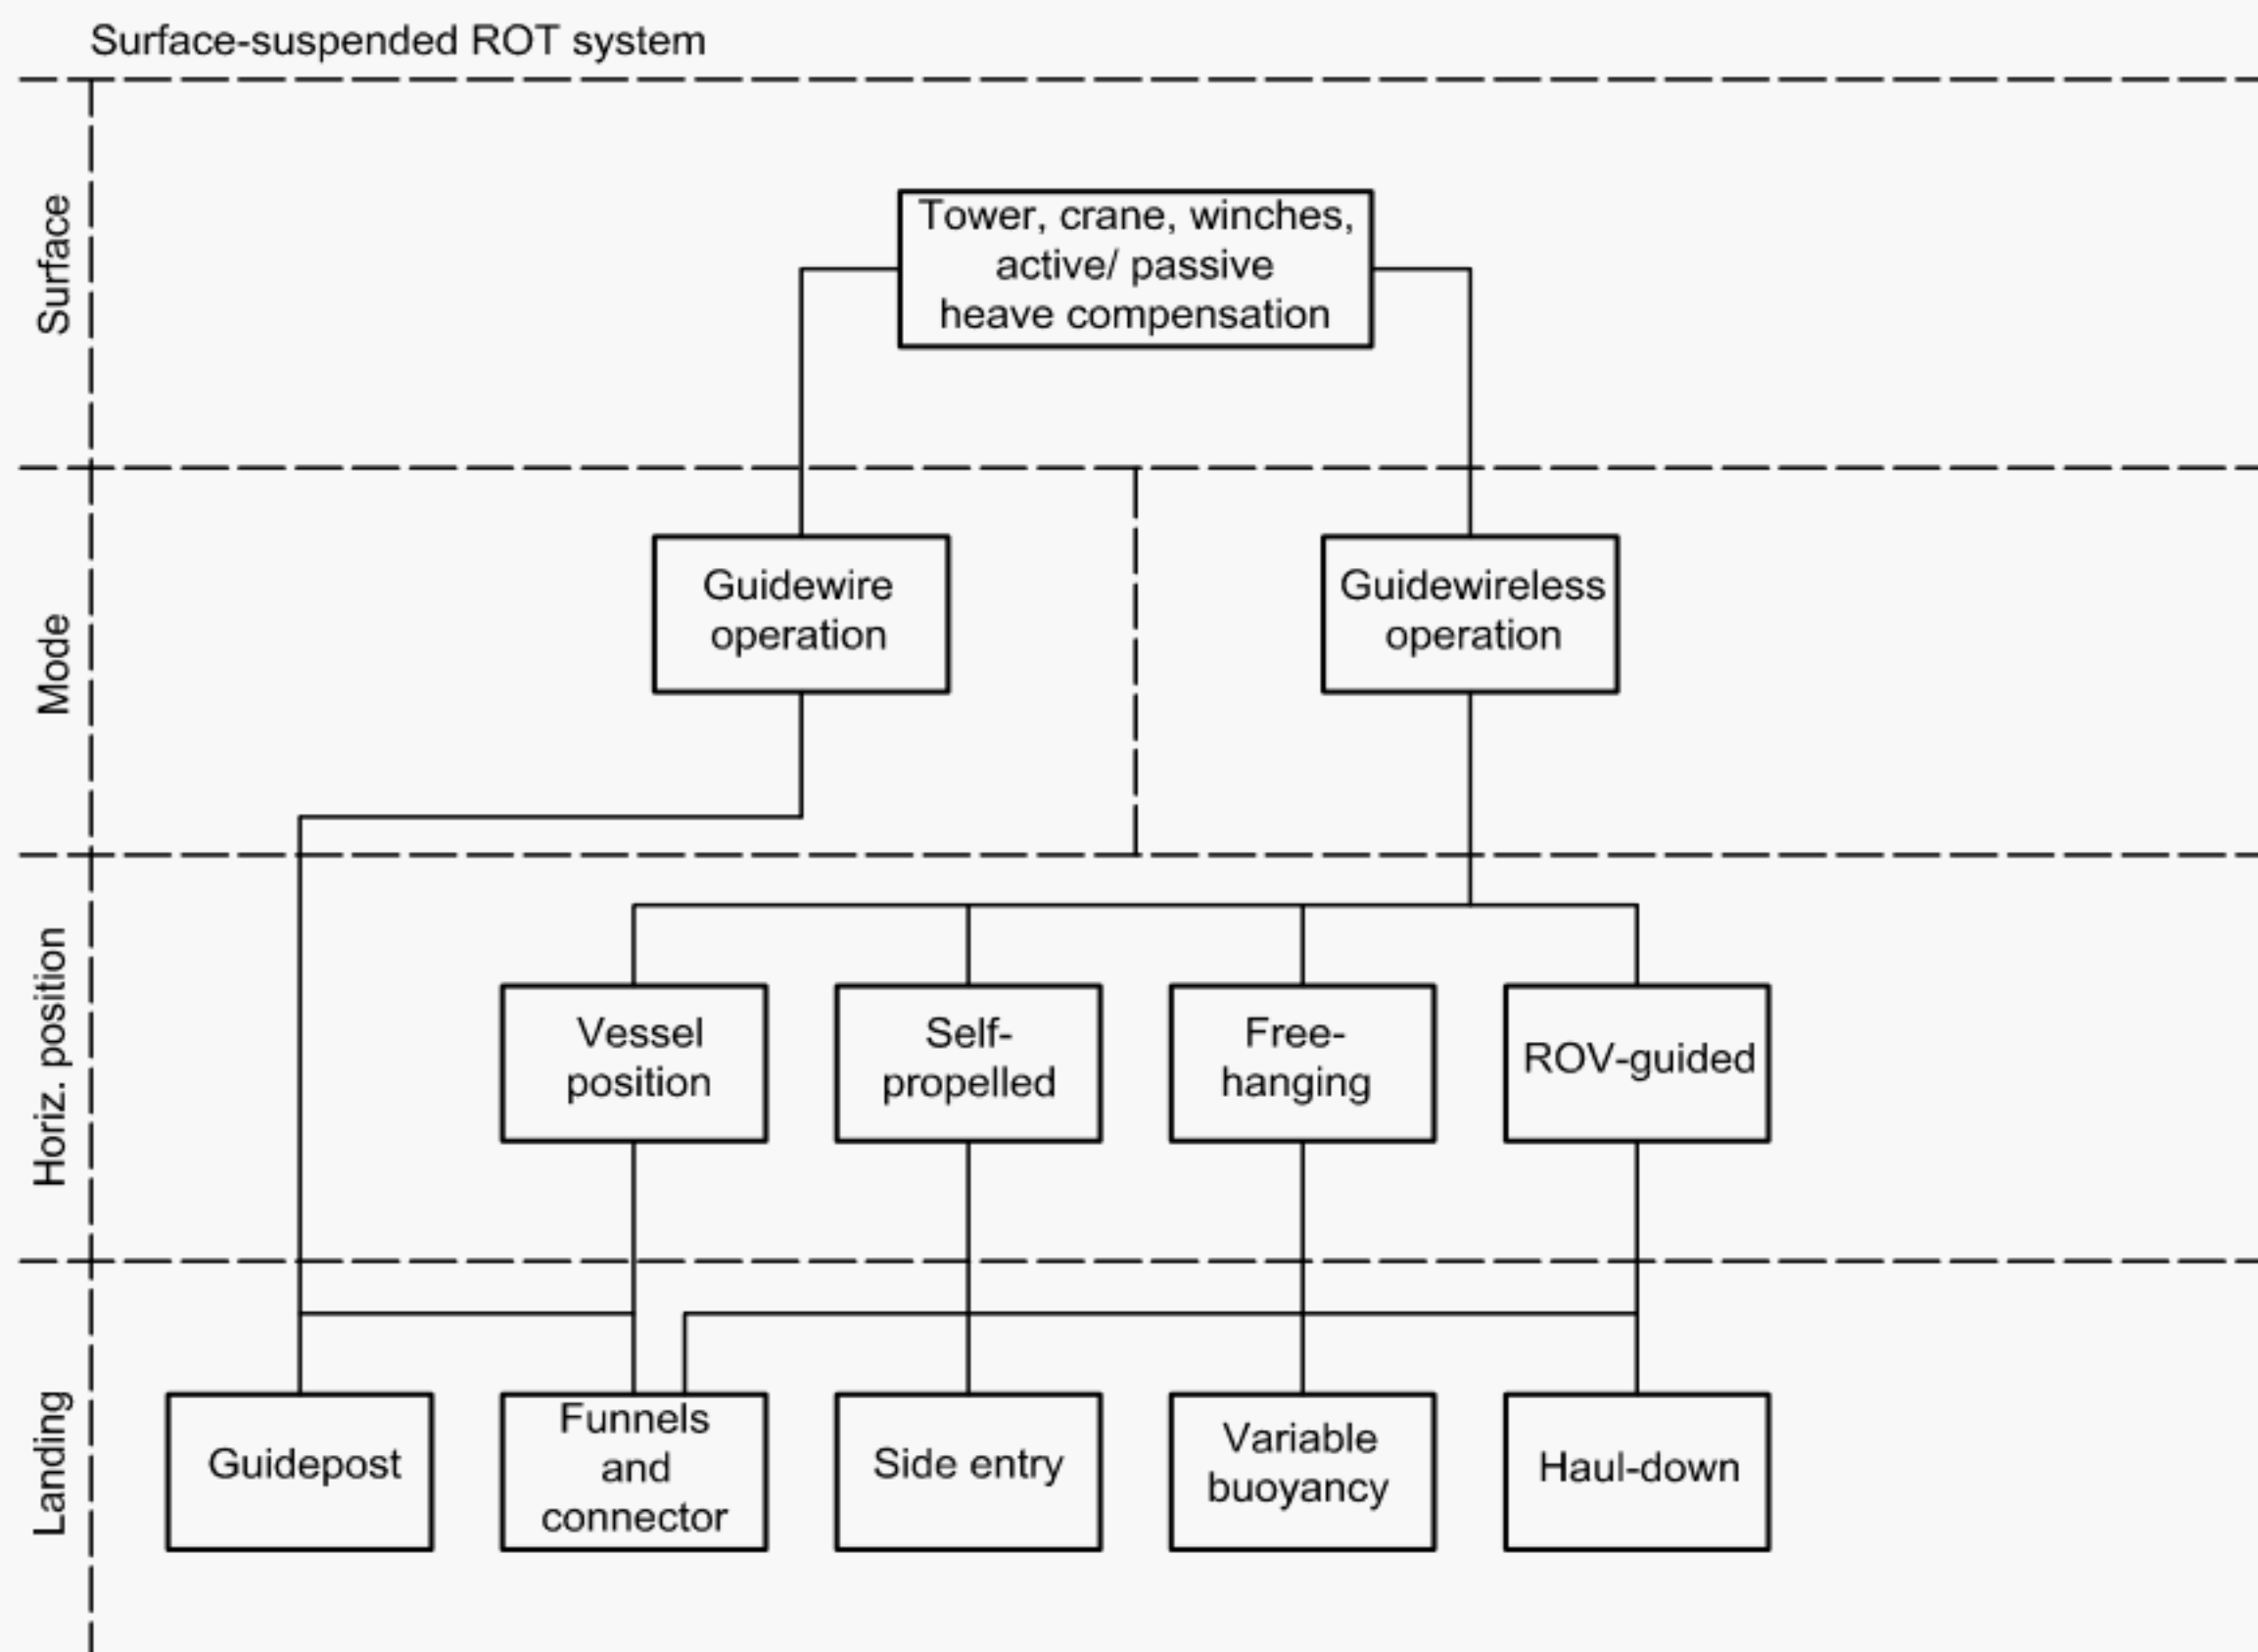 Surface-suspended ROT system
Surface
Tower, crane, winches,
active/ passive
heave compensation
Mode
Guidewire
operation
Guidewireless
operation
Horiz. position
Vessel
position
Self-
propelled
Free-
hanging
ROV-guided
Landing
Guidepost
Funnels
and
connector
Side entry
Variable
buoyancy
Haul-down